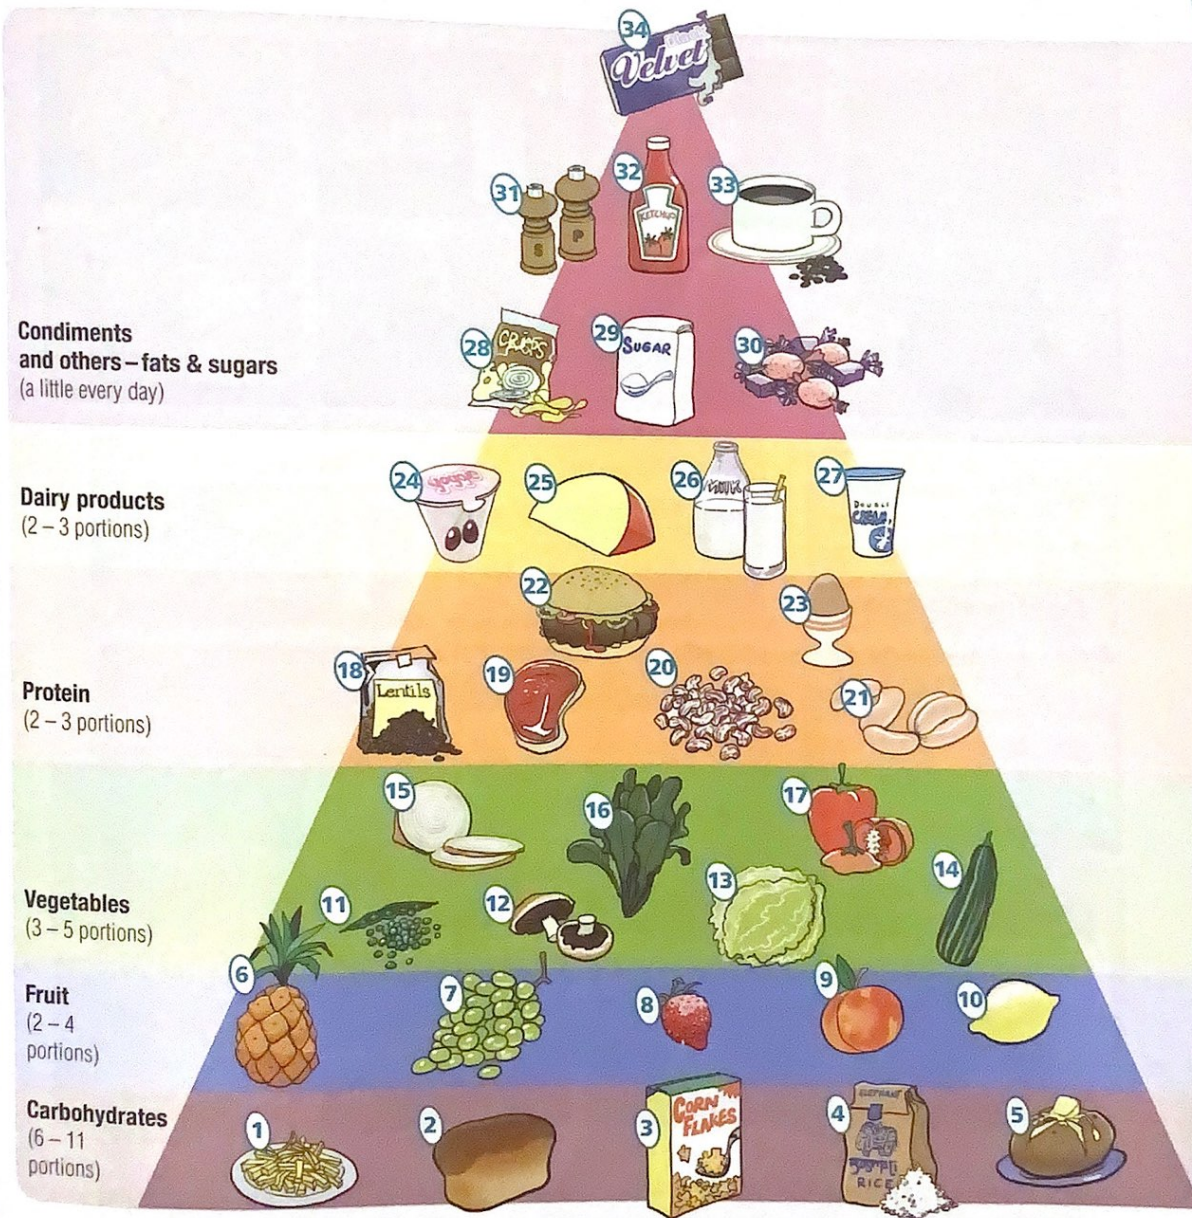 34
Velvet
31
32
33
S
P
KETCHUP
Condiments
and others – fats & sugars
(a little every day)
28
29
30
CRISPS
SUGAR
Dairy products
(2 – 3 portions)
24
25
26
27
DOUBLE
CREAM
22
23
Protein
(2 – 3 portions)
18
19
20
21
Lentils
15
16
17
Vegetables
(3 – 5 portions)
11
12
13
14
Fruit
(2 – 4
portions)
6
7
8
9
10
Carbohydrates
(6 – 11
portions)
1
2
3
4
5
CORN
FLAKES
ELEPHANT
RICE